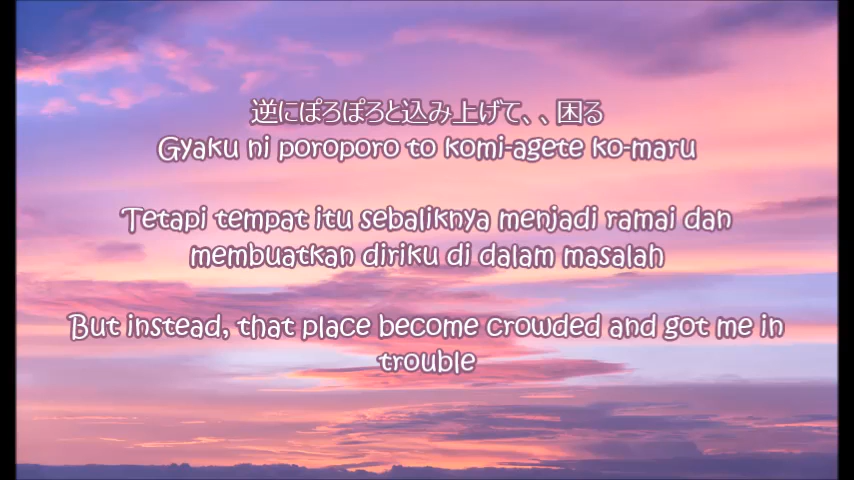 逆にぽろぽろと込み上げて、、困る
Gyaku ni poroporo to komi-agete ko-maru
Tetapi tempat itu sebaliknya menjadi ramai dan
membuatkan diriku di dalam masalah
But instead, that place become crowded and got me in
trouble